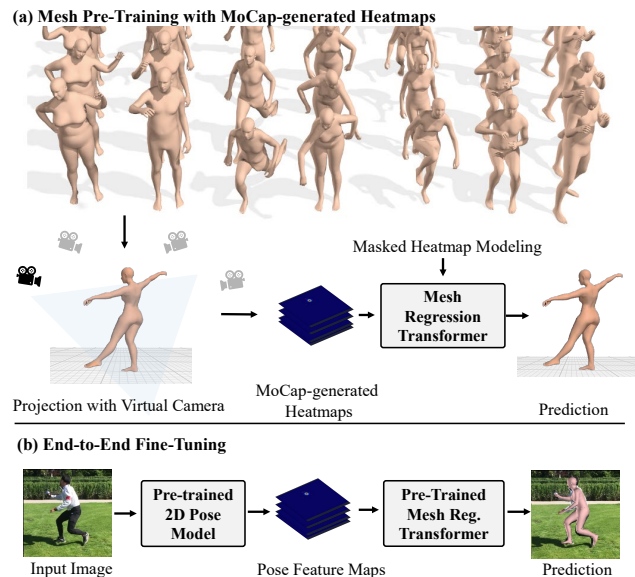 (a) Mesh Pre-Training with MoCap-generated Heatmaps
Masked Heatmap Modeling
Mesh
Regression
Transformer
Projection with Virtual Camera
MoCap-generated
Heatmaps
Prediction
(b) End-to-End Fine-Tuning
Pre-trained
2D Pose
Model
Pre-Trained
Mesh Reg.
Transformer
Input Image
Pose Feature Maps
Prediction